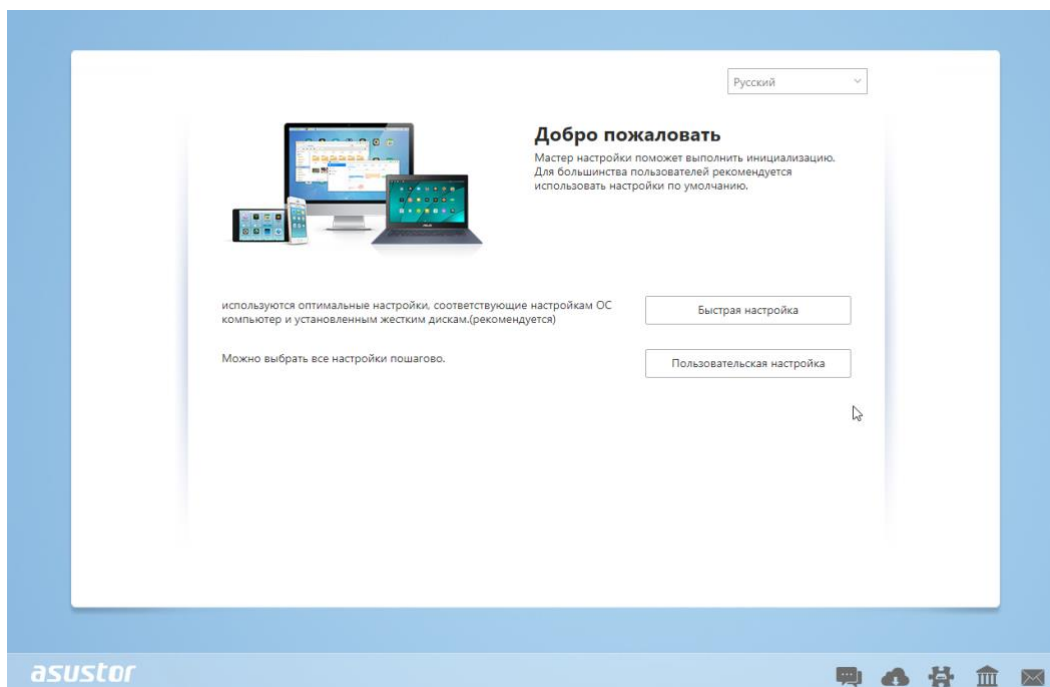 Русский
Добро пожаловать
Мастер настройки поможет выполнить инициализацию.
Для большинства пользователей рекомендуется
использовать настройки по умолчанию.
используются оптимальные настройки, соответствующие настройкам ОС
компьютер и установленным жестким дискам.(рекомендуется)
Быстрая настройка
Можно выбрать все настройки пошагово.
Пользовательская настройка
asustor